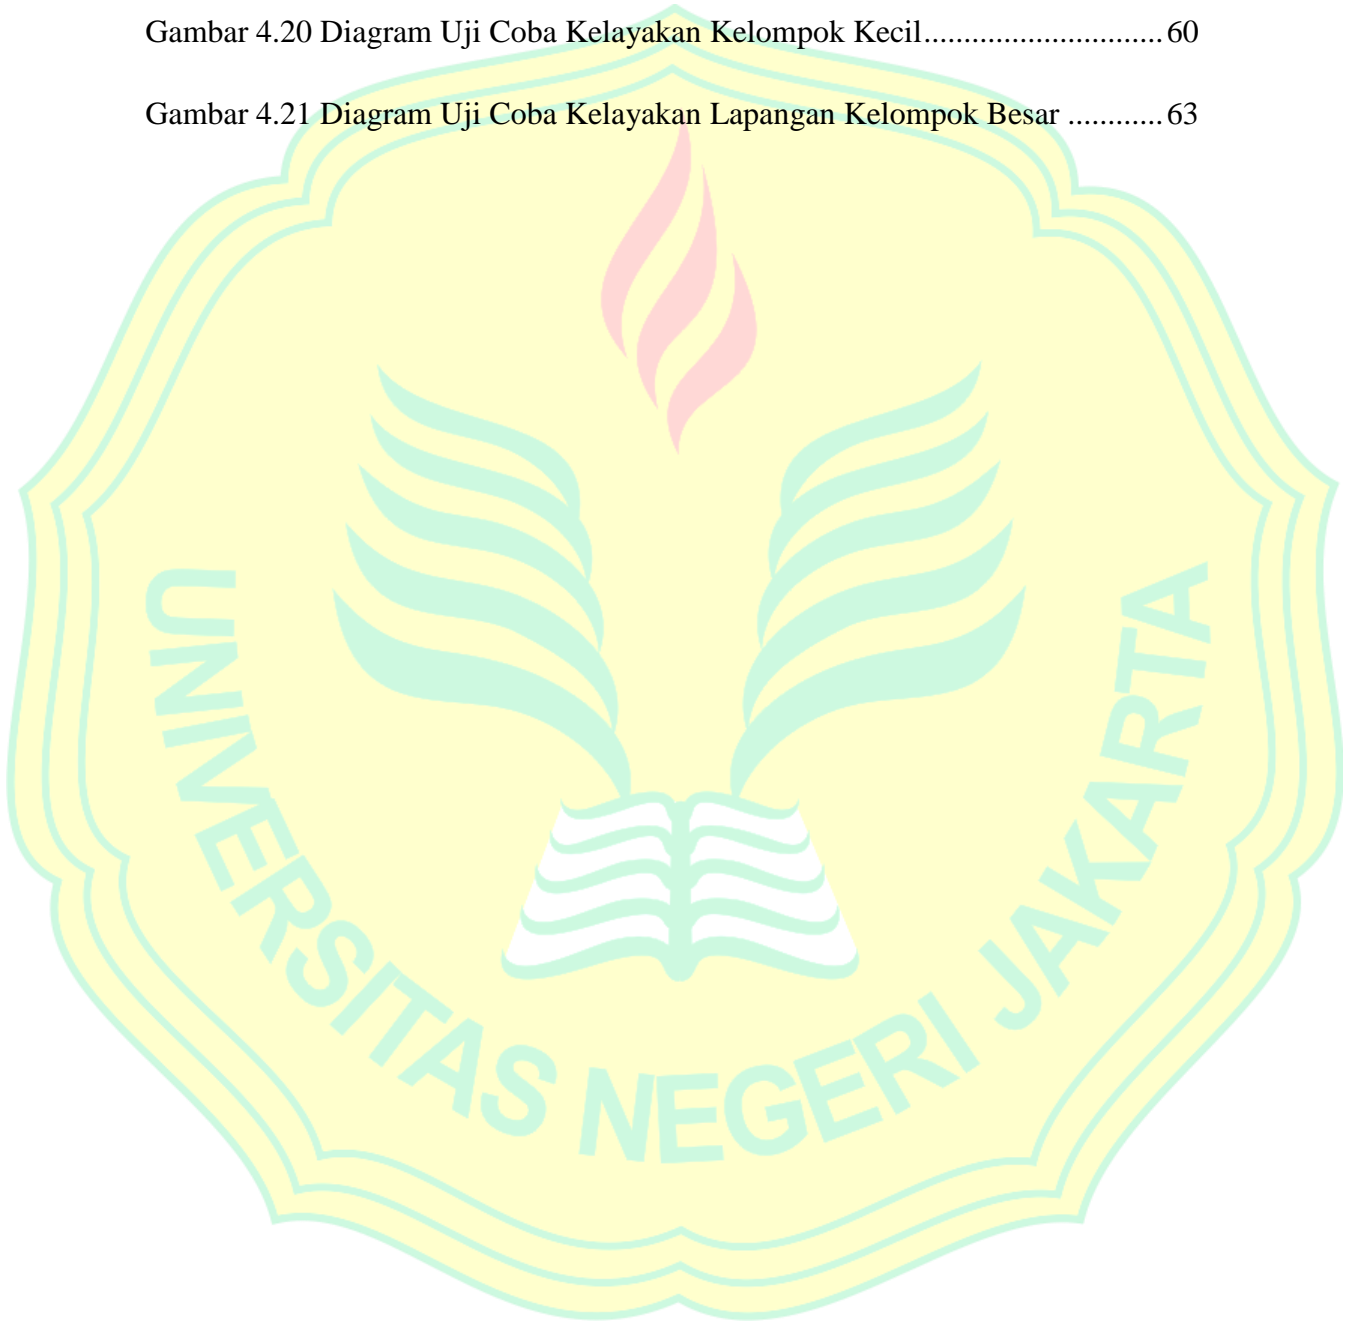 Gambar 4.20 Diagram Uji Coba Kelayakan Kelompok Kecil.............................. 60
Gambar 4.21 Diagram Uji Coba Kelayakan Lapangan Kelompok Besar ............ 63
UNIVERSITAS NEGERI JAKARTA